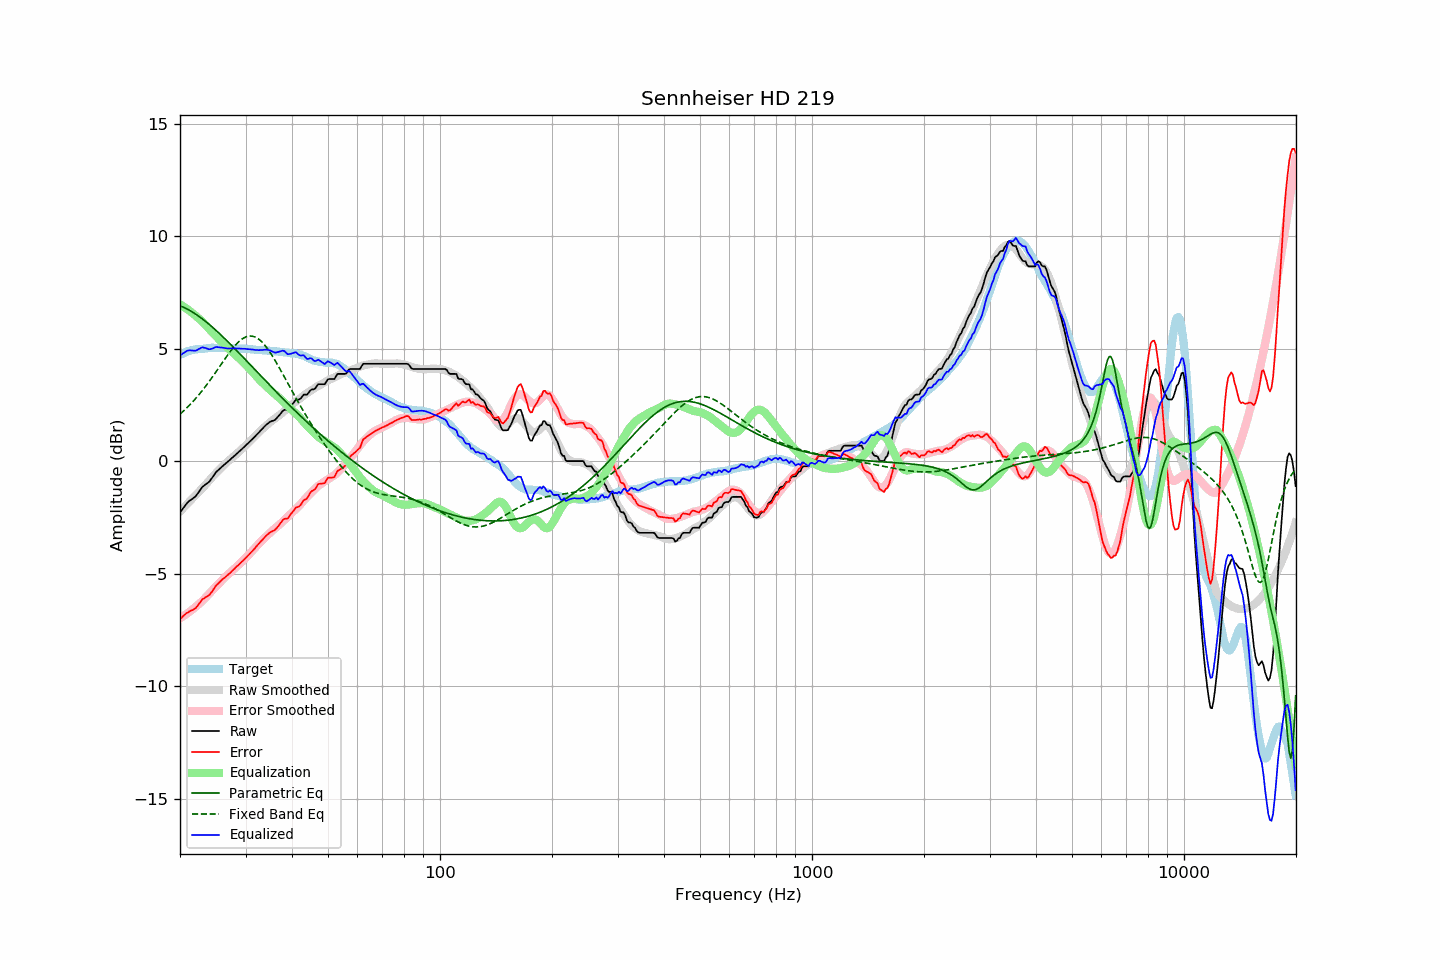 Sennheiser HD 219
15
10
5
0
−5
−10
−15
Amplitude (dBr)
Target
Raw Smoothed
Error Smoothed
Raw
Error
Equalization
Parametric Eq
Fixed Band Eq
Equalized
100
1000
10000
Frequency (Hz)